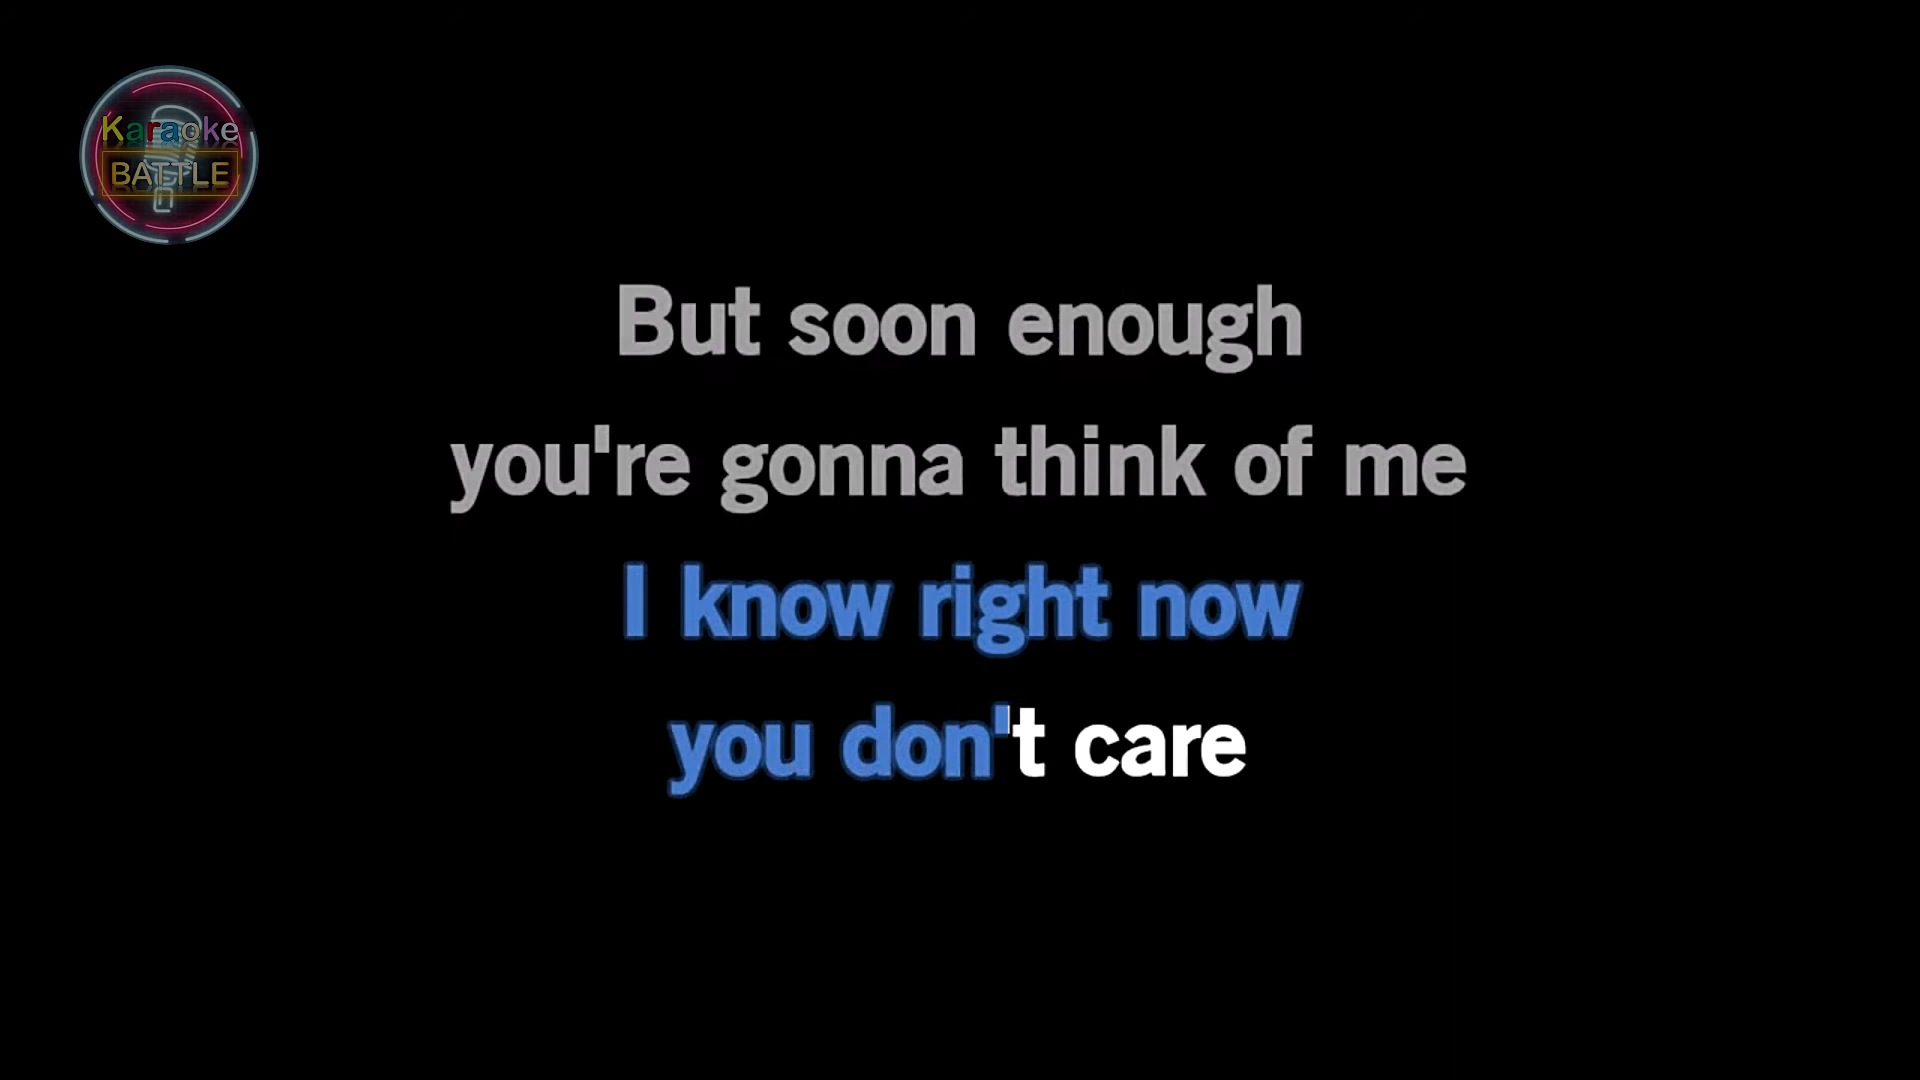 Karaoke
BATTLE
But soon enough
you're gonna think of me
I know right now
you don't care